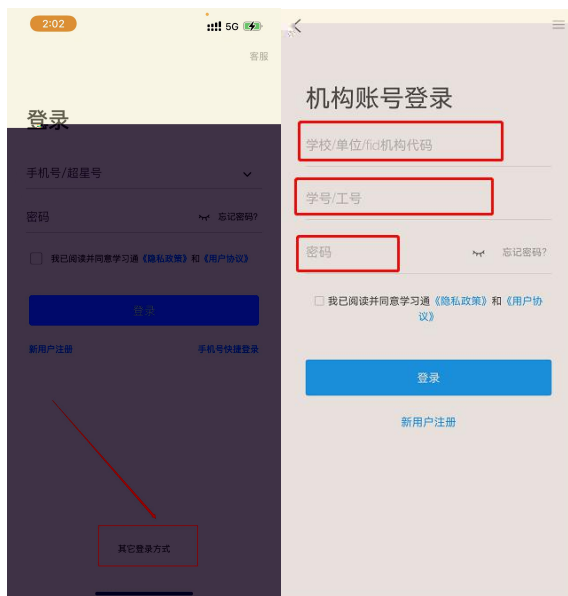 2:02
5G
客服
登录
手机号/超星号
密码
忘记密码?
我已阅读并同意学习通《隐私政策》和《用户协议》
登录
新用户注册
手机号快捷登录
其它登录方式
机构账号登录
学校/单位/fid机构代码
学号/工号
密码
忘记密码?
我已阅读并同意学习通《隐私政策》和《用户协
议》
登录
新用户注册